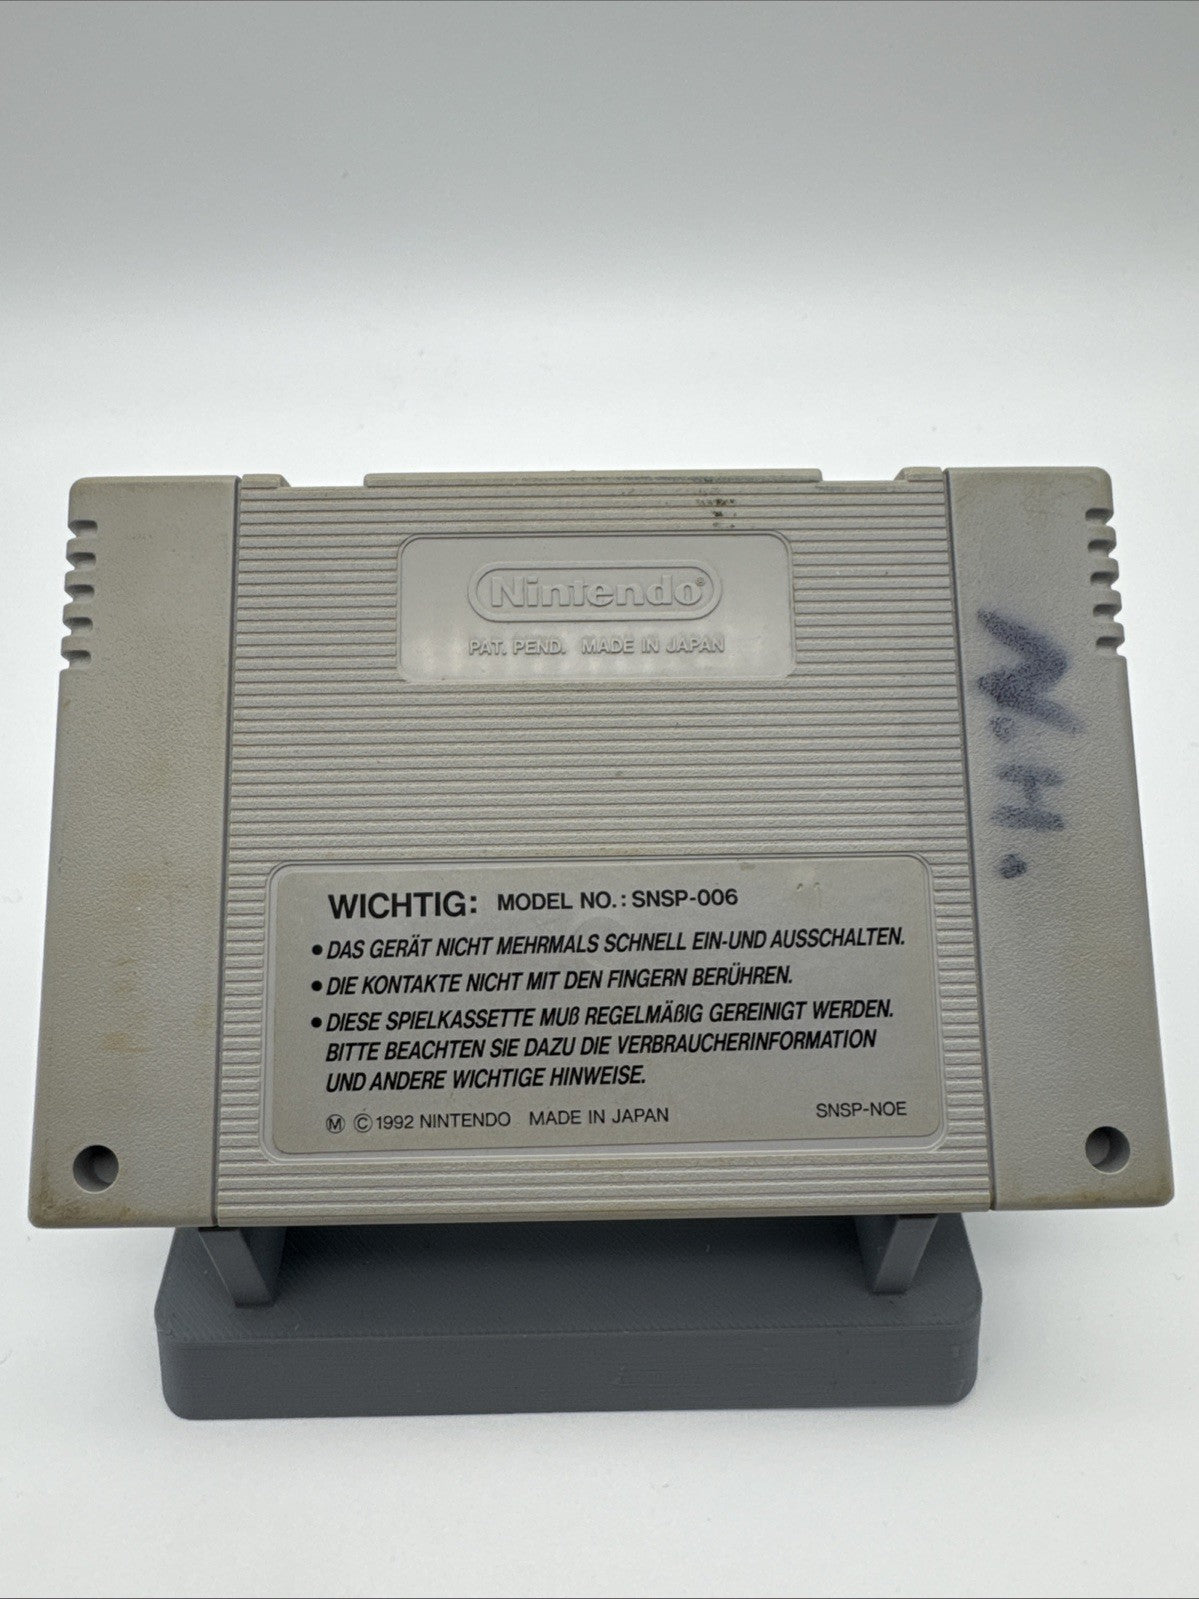 Nintendo®
PAT. PEND. MADE IN JAPAN
WICHTIG: MODEL NO.: SNSP-006
• DAS GERÄT NICHT MEHRMALS SCHNELL EIN-UND AUSSCHALTEN.
• DIE KONTAKTE NICHT MIT DEN FINGERN BERÜHREN.
• DIESE SPIELKASSETTE MUß REGELMÄßIG GEREINIGT WERDEN.
BITTE BEACHTEN SIE DAZU DIE VERBRAUCHERINFORMATION
UND ANDERE WICHTIGE HINWEISE.
Ⓜ © 1992 NINTENDO MADE IN JAPAN SNSP-NOE
N.H.